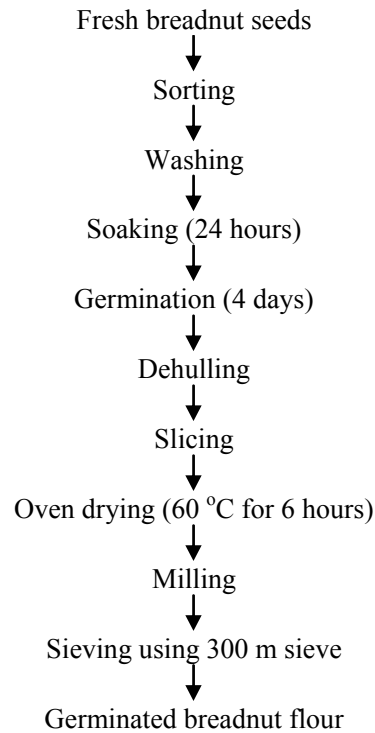 Fresh breadnut seeds
Sorting
Washing
Soaking (24 hours)
Germination (4 days)
Dehulling
Slicing
Oven drying (60 °C for 6 hours)
Milling
Sieving using 300 m sieve
Germinated breadnut flour